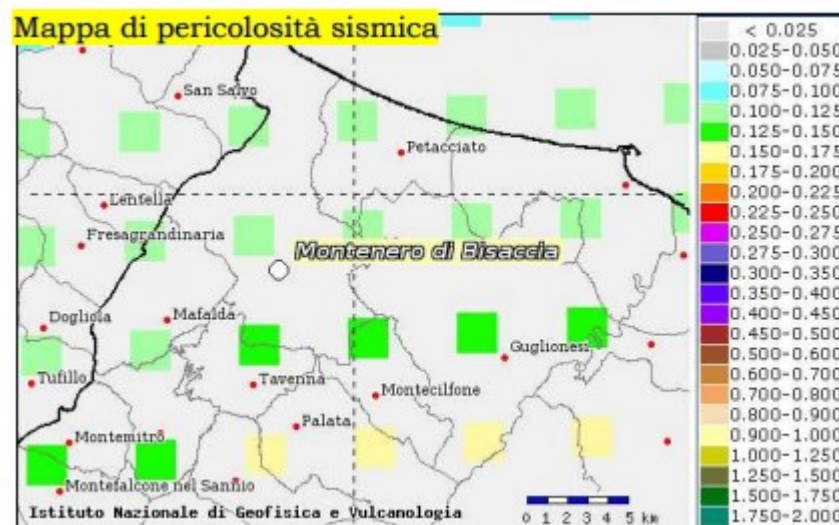 Mappa di pericolosità sismica
San Salvo
Petacciato
Lentella
Fresagrandinaria
Montenero di Bisaccia
Dogliola
Mafalda
Guglionesi
Tufillo
Tavenna
Montecilfone
Palata
Montemitro
Montefalcone nel Sannio
Istituto Nazionale di Geofisica e Vulcanologia
0 1 2 3 4 5 km
< 0.025
0.025-0.050
0.050-0.075
0.075-0.100
0.100-0.125
0.125-0.150
0.150-0.175
0.175-0.200
0.200-0.225
0.225-0.250
0.250-0.275
0.275-0.300
0.300-0.350
0.350-0.400
0.400-0.450
0.450-0.500
0.500-0.600
0.600-0.700
0.700-0.800
0.800-0.900
0.900-1.000
1.000-1.250
1.250-1.500
1.500-1.750
1.750-2.000